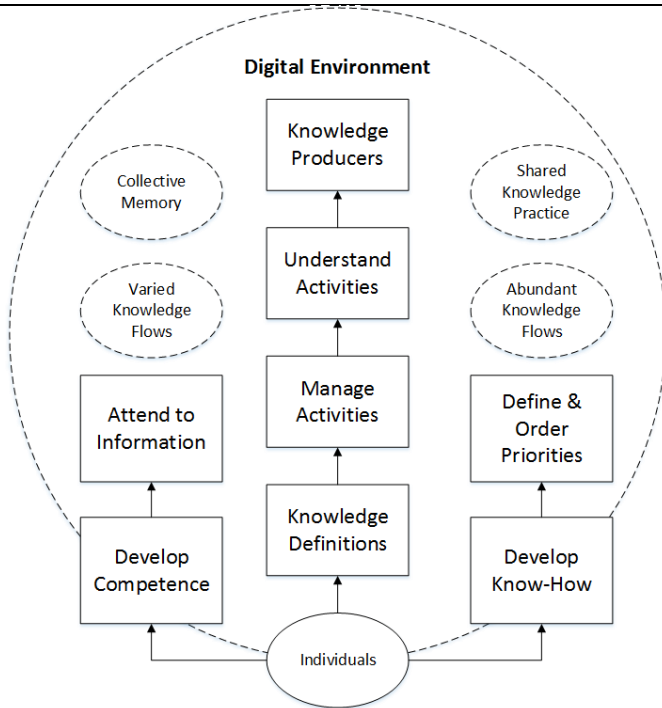 Digital Environment
Knowledge
Producers
Collective
Memory
Shared
Knowledge
Practice
Understand
Activities
Varied
Knowledge
Flows
Abundant
Knowledge
Flows
Attend to
Information
Manage
Activities
Define &
Order
Priorities
Develop
Competence
Knowledge
Definitions
Develop
Know-How
Individuals